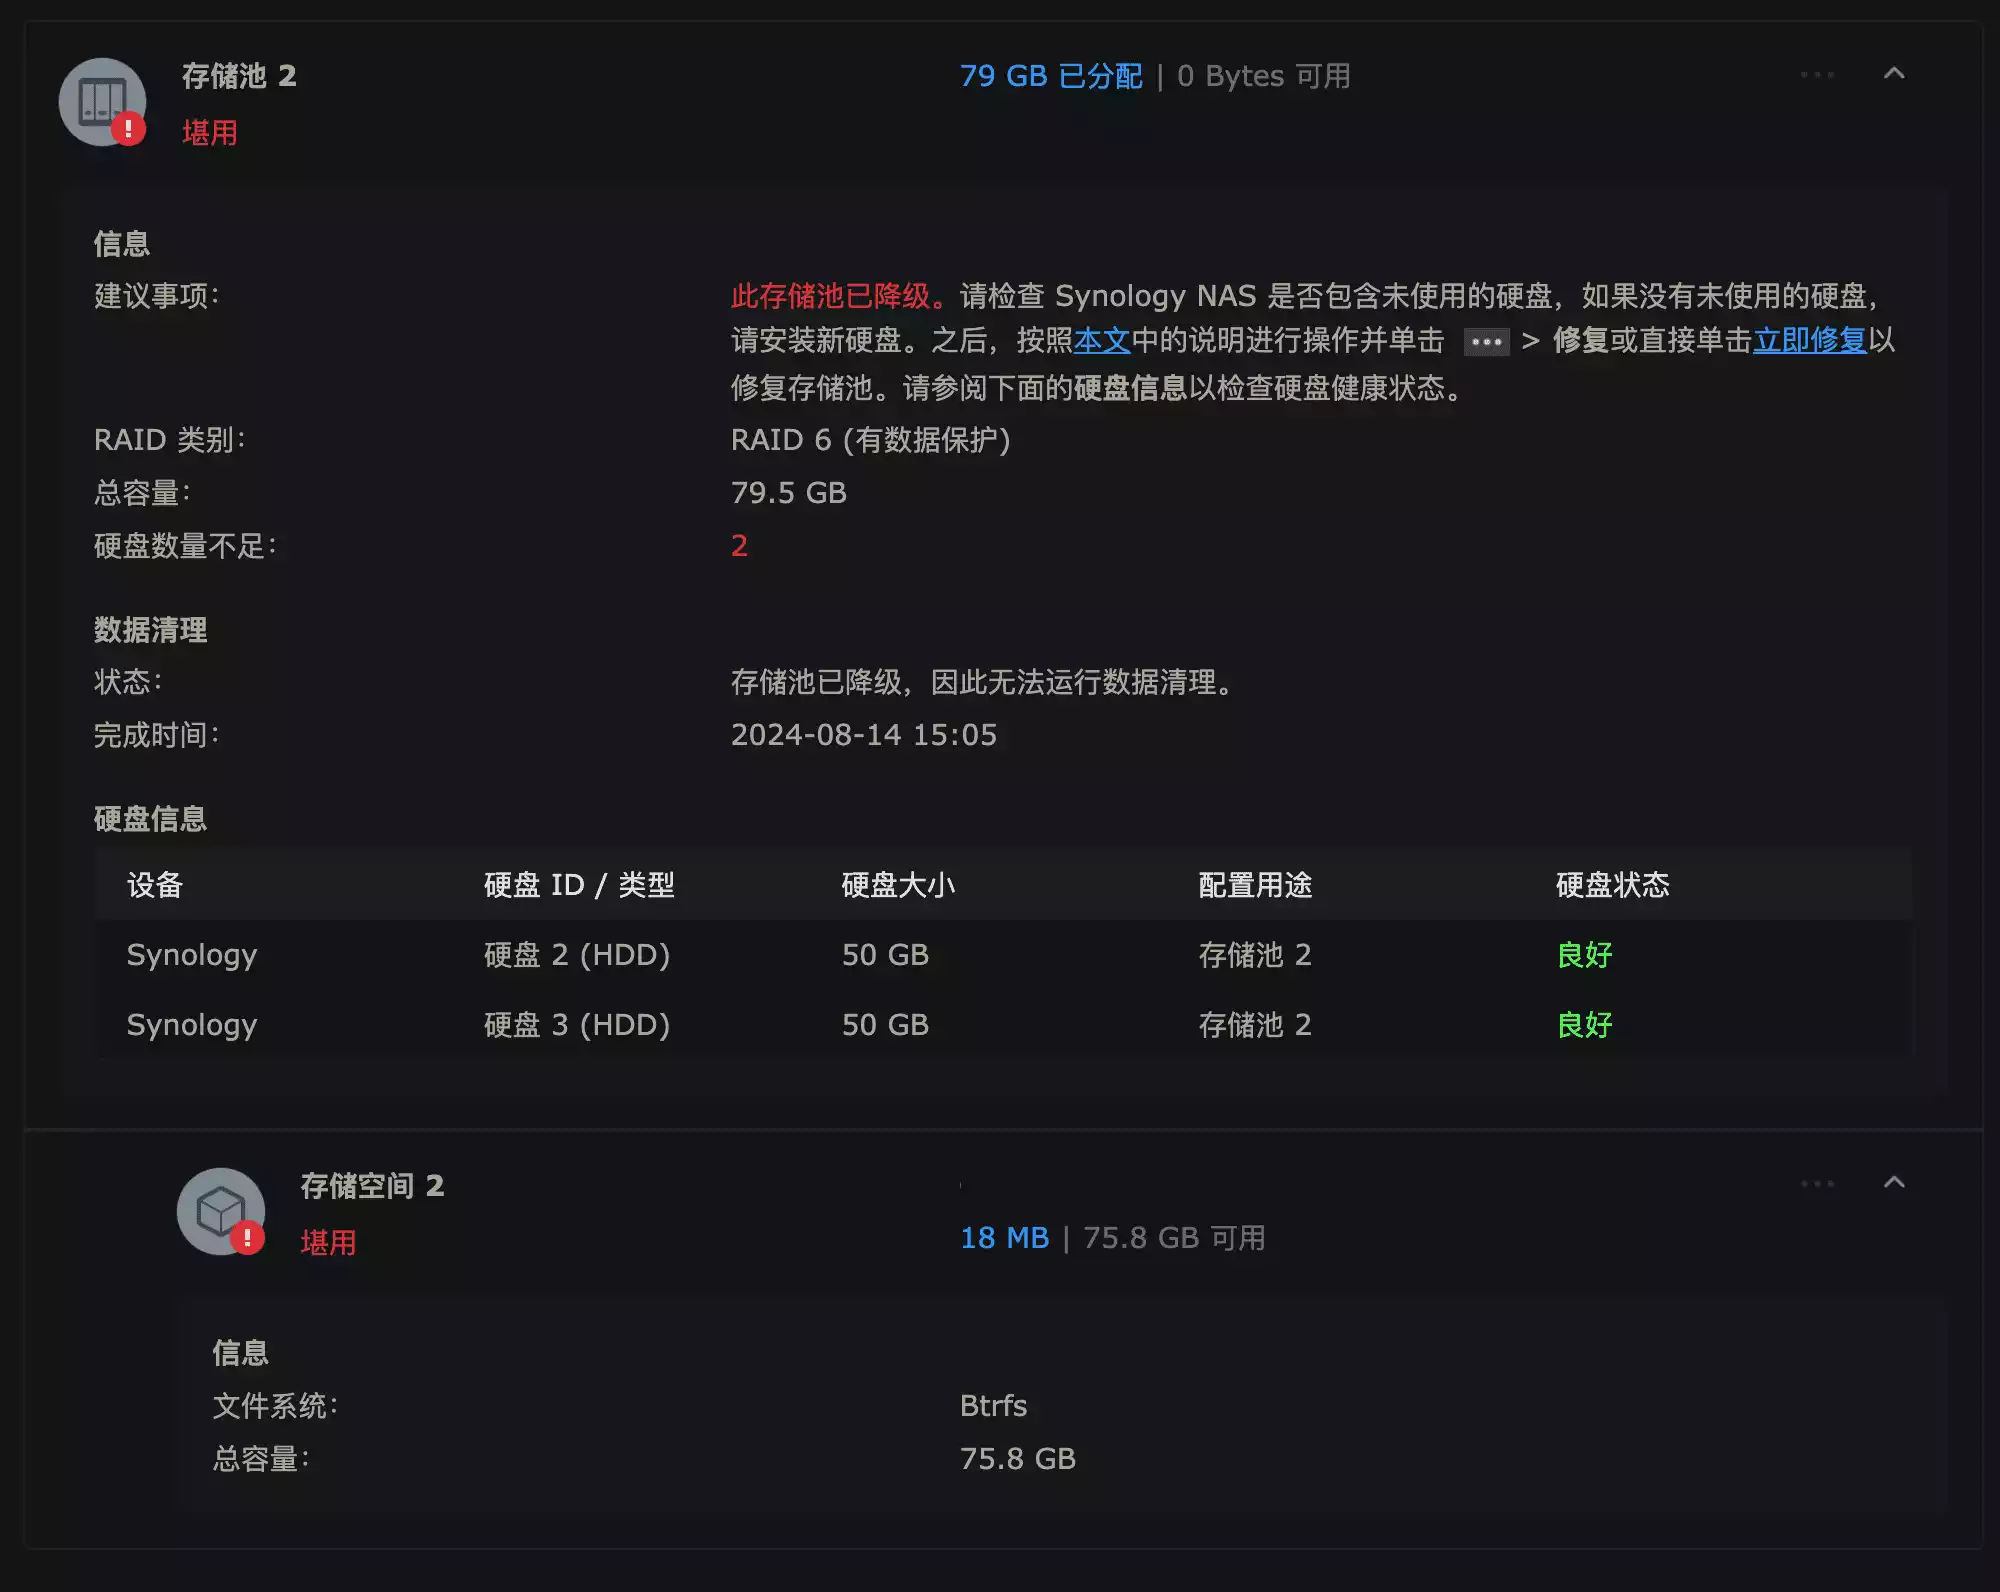 存储池 2
79 GB 已分配 | 0 Bytes 可用
堪用
信息
建议事项:
此存储池已降级。请检查 Synology NAS 是否包含未使用的硬盘，如果没有未使用的硬盘，
请安装新硬盘。之后，按照本文中的说明进行操作并单击 ••• > 修复或直接单击立即修复以
修复存储池。请参阅下面的硬盘信息以检查硬盘健康状态。
RAID 类别: RAID 6 (有数据保护)
总容量: 79.5 GB
硬盘数量不足: 2
数据清理
状态: 存储池已降级，因此无法运行数据清理。
完成时间: 2024-08-14 15:05
硬盘信息
设备 硬盘 ID / 类型 硬盘大小 配置用途 硬盘状态
Synology 硬盘 2 (HDD) 50 GB 存储池 2 良好
Synology 硬盘 3 (HDD) 50 GB 存储池 2 良好
存储空间 2
堪用
18 MB | 75.8 GB 可用
信息
文件系统: Btrfs
总容量: 75.8 GB